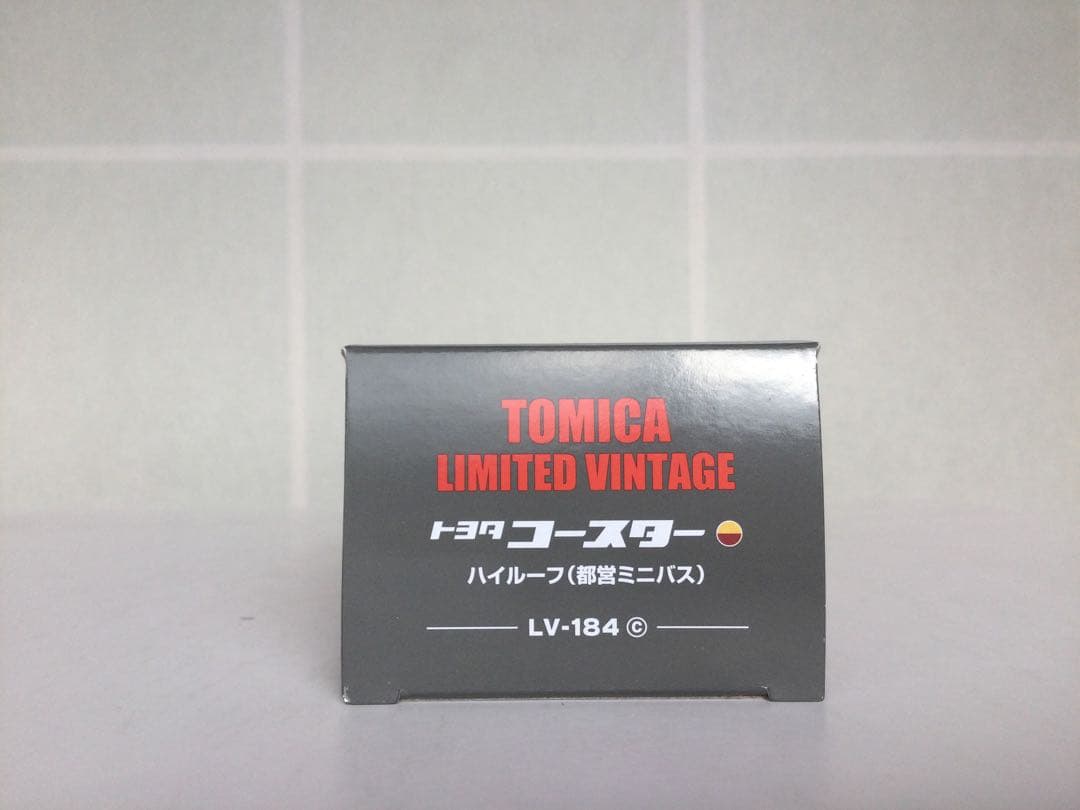 TOMICA
LIMITED VINTAGE
トヨタ コースター
ハイルーフ(都営ミニバス)
LV-184 ⓒ